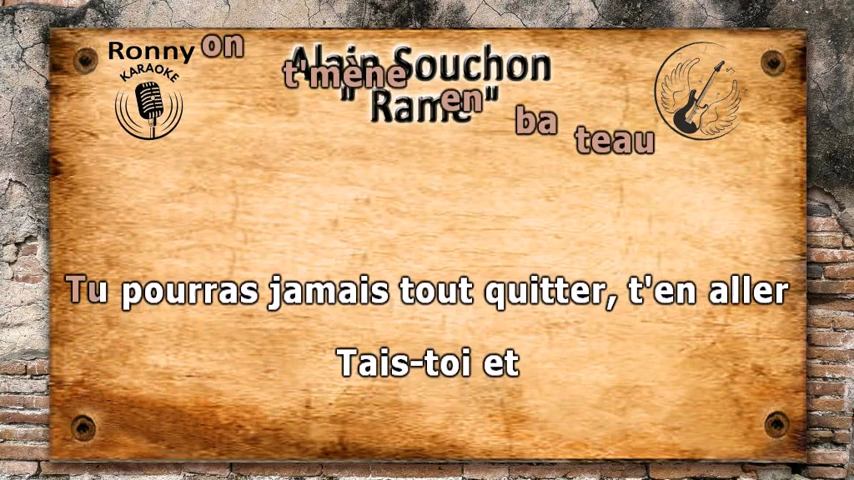 Ronny
KARAOKE
on
t'mène
en
ba
teau
Alain Souchon
" Rame "
Tu pourras jamais tout quitter, t'en aller
Tais-toi et